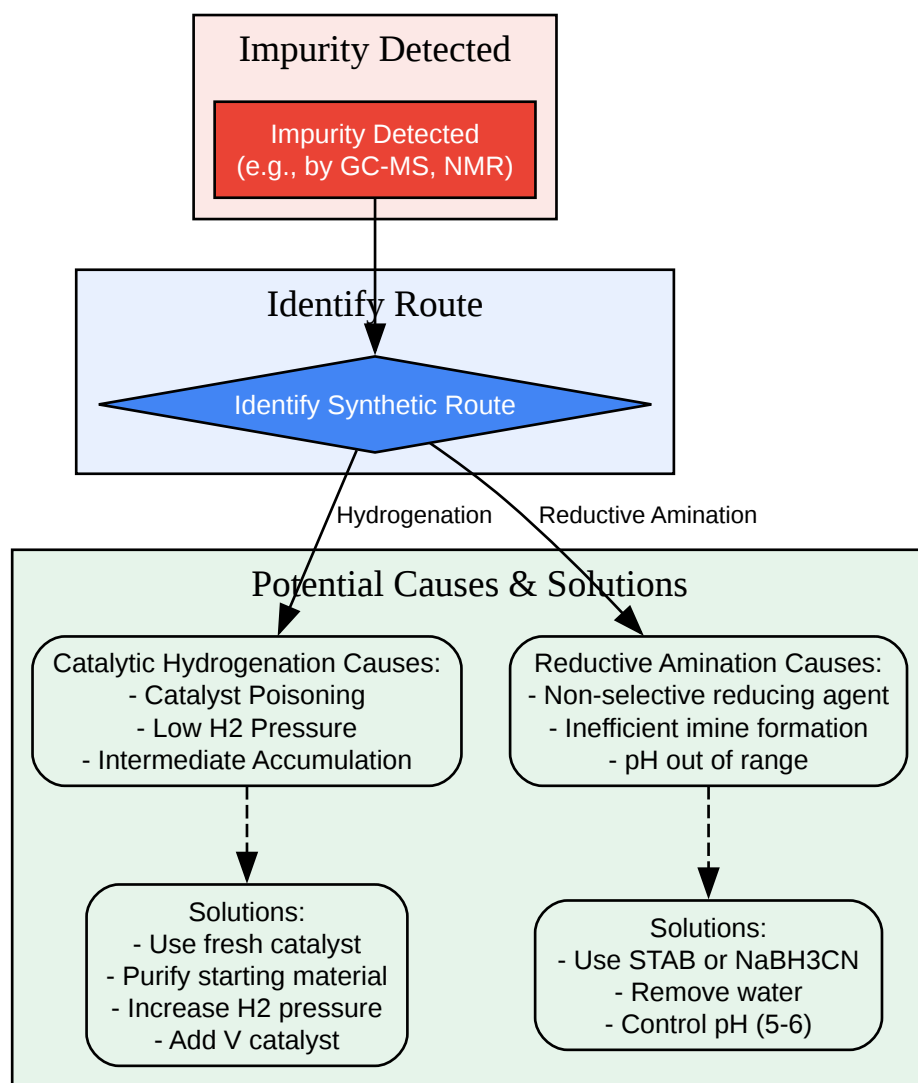 Impurity Detected
Impurity Detected
(e.g., by GC-MS, NMR)
Identify Route
Identify Synthetic Route
Hydrogenation
Reductive Amination
Potential Causes & Solutions
Catalytic Hydrogenation Causes:
- Catalyst Poisoning
- Low H2 Pressure
- Intermediate Accumulation
Reductive Amination Causes:
- Non-selective reducing agent
- Inefficient imine formation
- pH out of range
Solutions:
- Use fresh catalyst
- Purify starting material
- Increase H2 pressure
- Add V catalyst
Solutions:
- Use STAB or NaBH3CN
- Remove water
- Control pH (5-6)